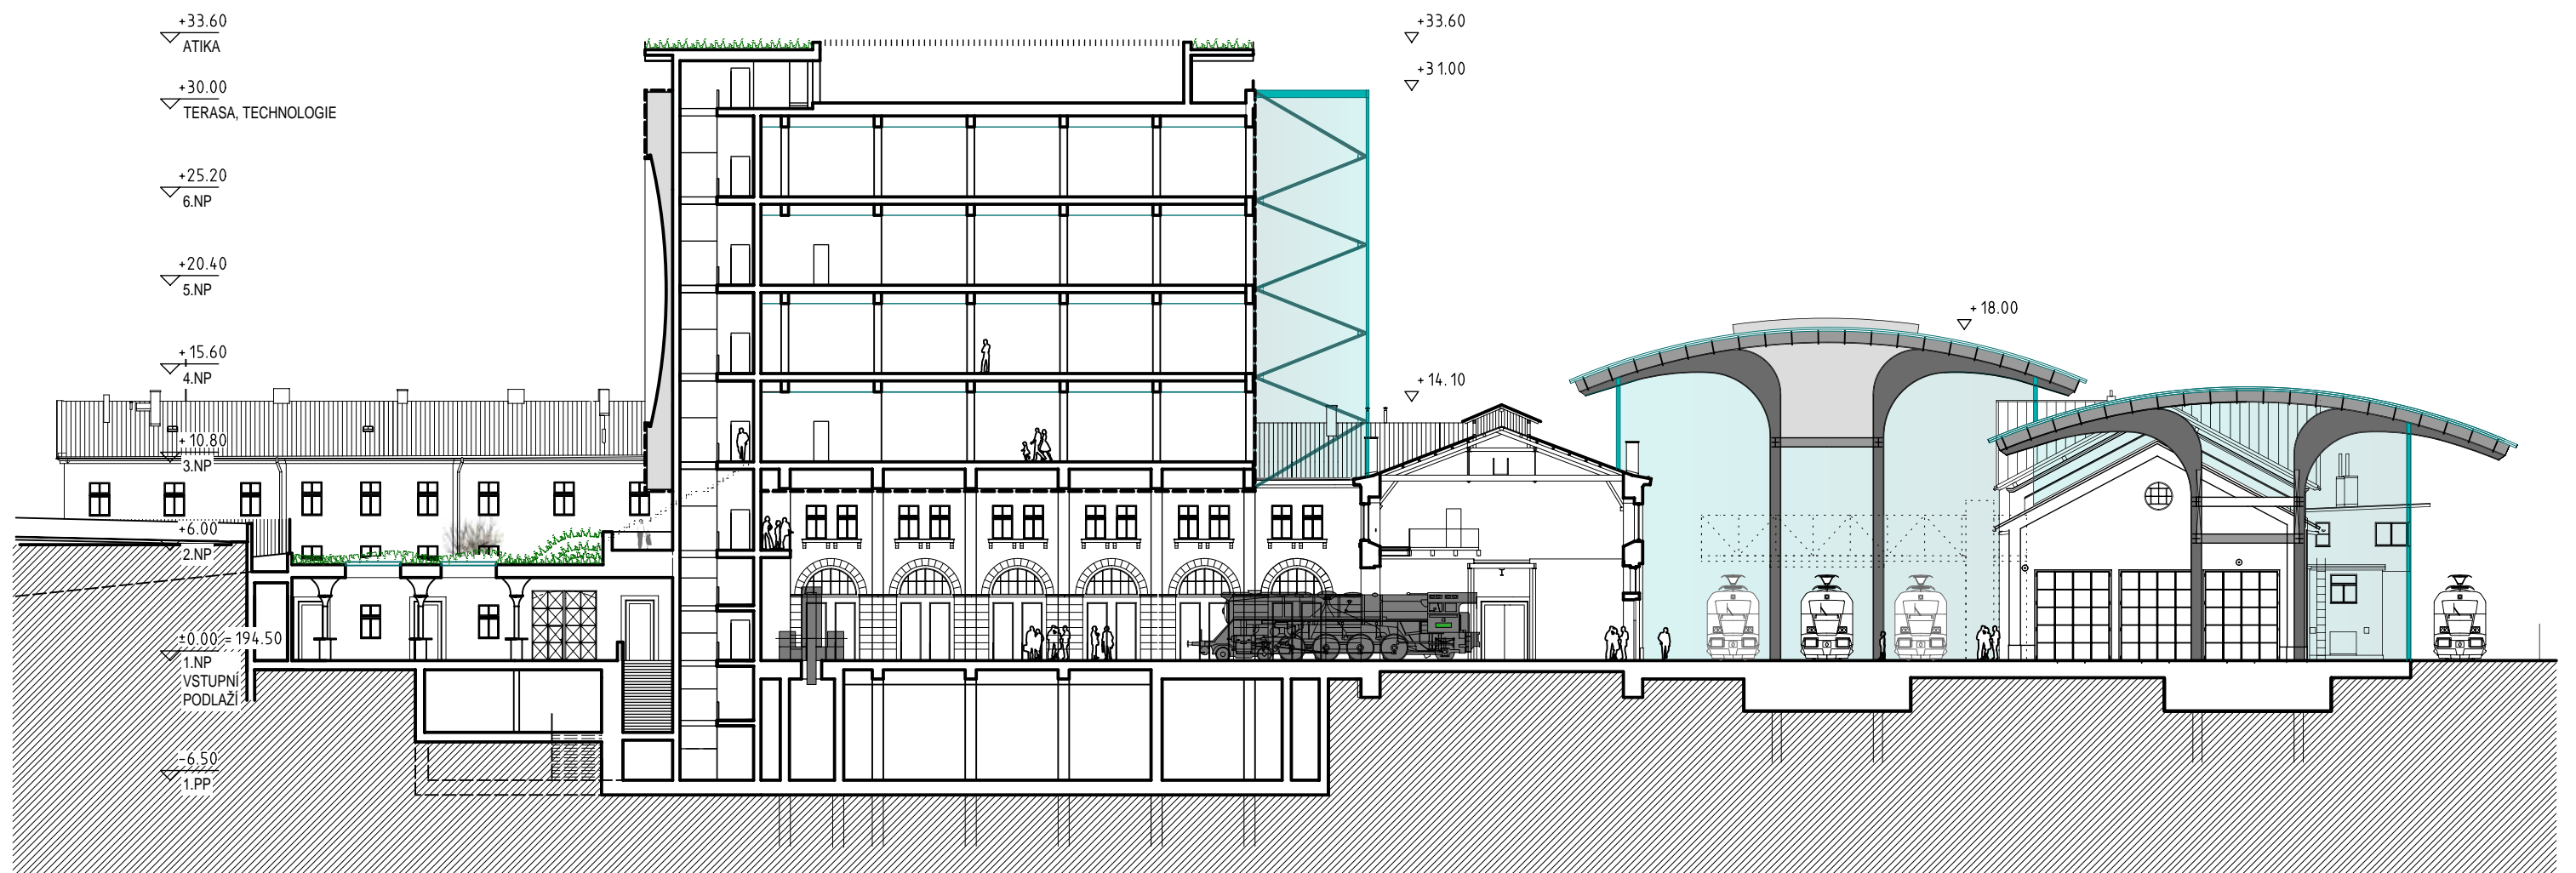 +33.60
ATIKA
+30.00
TERASA, TECHNOLOGIE
+25.20
6.NP
+20.40
5.NP
+15.60
4.NP
+10.80
3.NP
+6.00
2.NP
±0.00 =194.50
1.NP
VSTUPNÍ
PODLAŽÍ
-6.50
1.PP
+33.60
+31.00
+14.10
+18.00